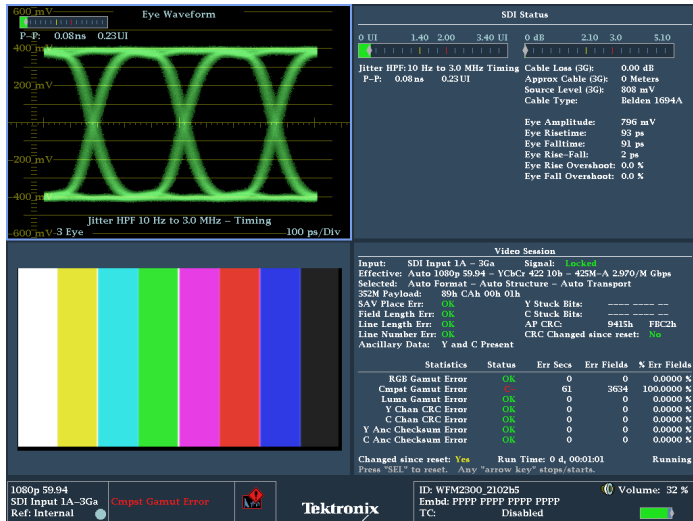 600 mV
Eye Waveform
P-P: 0.08ns 0.23UI
400 mV
200 mV
0 mV
200 mV
400 mV
Jitter HPF 10 Hz to 3.0 MHz - Timing
-600 mV
3 Eye
100 ps/Div
SDI Status
0 UI 1.40 2.00 3.40 UI
0 dB 2.10 3.0 5.10
Jitter HPF:10 Hz to 3.0 MHz Timing
P-P: 0.08ns 0.23UI
Cable Loss (3G): 0.00 dB
Approx Cable (3G): 0 Meters
Source Level (3G): 808 mV
Cable Type: Belden 1694A
Eye Amplitude: 796 mV
Eye Risetime: 93 ps
Eye Falltime: 91 ps
Eye Rise-Fall: 2 ps
Eye Rise Overshoot: 0.0 %
Eye Fall Overshoot: 0.0 %
Video Session
Input: SDI Input 1A - 3Ga Signal: Locked
Effective: Auto 1080p 59.94 - YCbCr 422 10b - 425M-A 2.970/M Gbps
Selected: Auto Format - Auto Structure - Auto Transport
352M Payload: 89h CAh 00h 01h
SAV Place Err: OK Y Stuck Bits: ---- ---- ----
Field Length Err: OK C Stuck Bits: ---- ---- ----
Line Length Err: OK AP CRC: 9415h FBC2h
Line Number Err: OK CRC Changed since reset: No
Ancillary Data: Y and C Present
Statistics Status Err Secs Err Fields % Err Fields
RGB Gamut Error OK 0 0 0.0000 %
Cmpst Gamut Error C- 61 3634 100.0000 %
Luma Gamut Error OK 0 0 0.0000 %
Y Chan CRC Error OK 0 0 0.0000 %
C Chan CRC Error OK 0 0 0.0000 %
Y Anc Checksum Error OK 0 0 0.0000 %
C Anc Checksum Error OK 0 0 0.0000 %
Changed since reset: Yes Run Time: 0 d, 00:01:01 Running
Press "SEL" to reset. Any "arrow key" stops/starts.
1080p 59.94
SDI Input 1A-3Ga
Ref: Internal
Cmpst Gamut Error
Tektronix
ID: WFM2300_2102b5
Embd: PPPP PPPP PPPP PPPP
TC: Disabled
Volume: 32 %